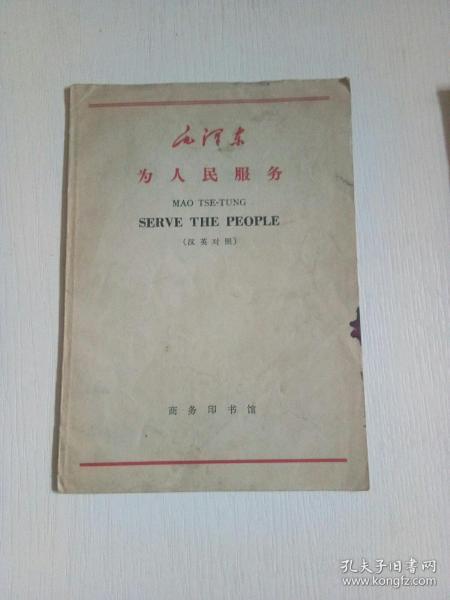 毛泽东
为人民服务
MAO TSE-TUNG
SERVE THE PEOPLE
（汉英对照）
商务印书馆
孔夫子旧书网
www.kongfz.com